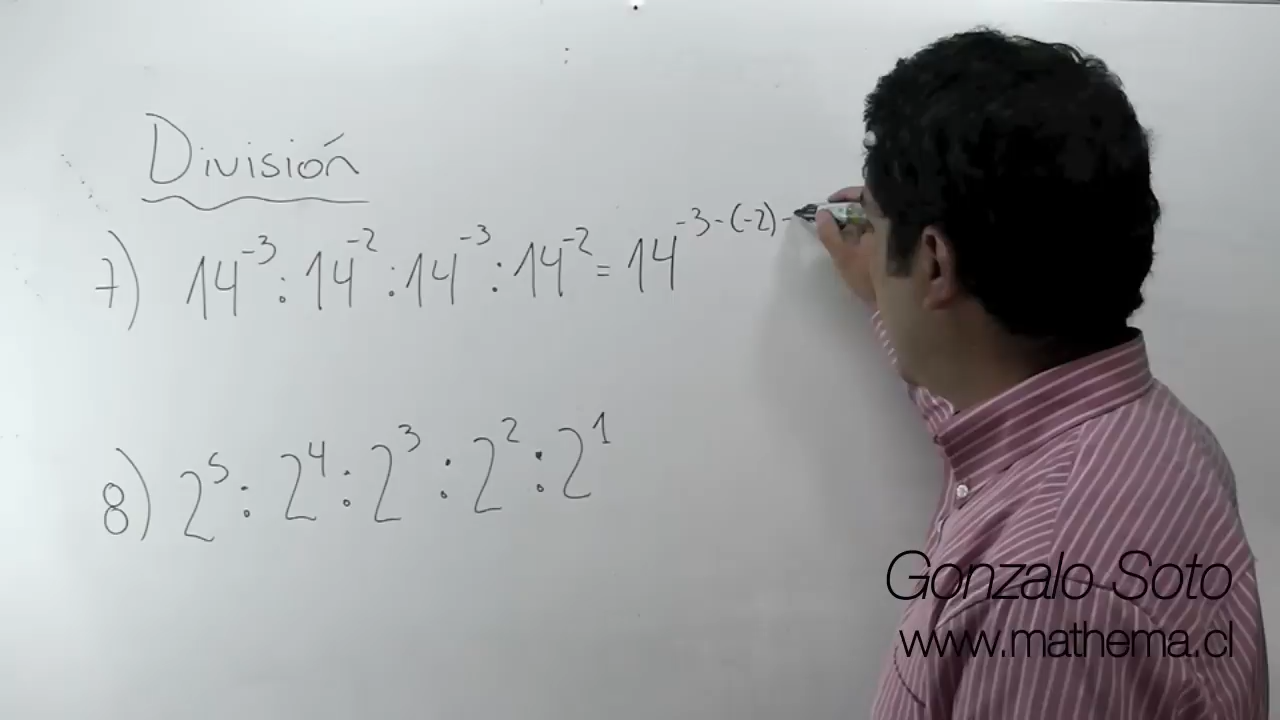 División
7) 14⁻³ : 14⁻² : 14⁻³ : 14⁻² = 14⁻³⁻⁽⁻²⁾⁻
8) 2⁵ : 2⁴ : 2³ : 2² : 2¹
Gonzalo Soto
www.mathema.cl